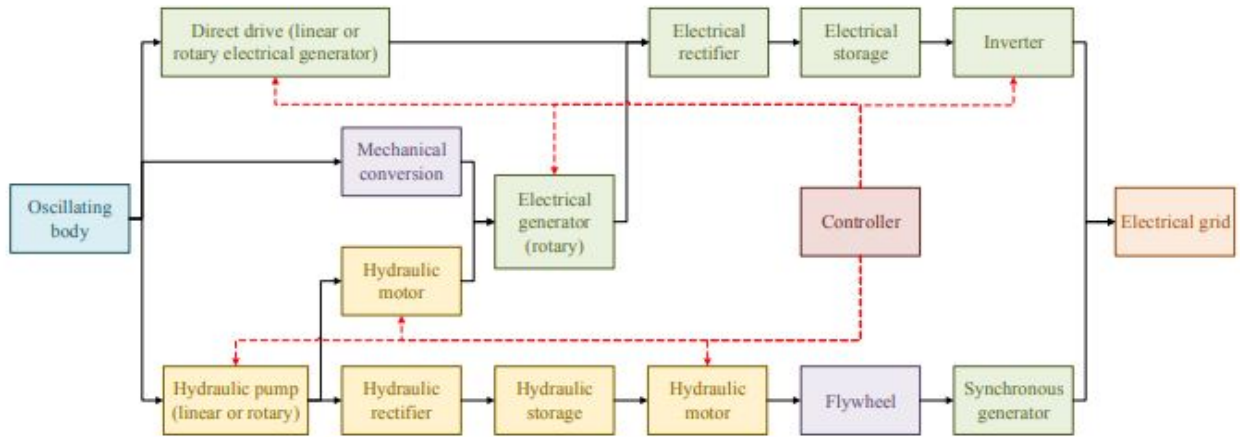 Direct drive (linear or
rotary electrical generator)
Electrical
rectifier
Electrical
storage
Inverter
Mechanical
conversion
Oscillating
body
Electrical
generator
(rotary)
Controller
Electrical grid
Hydraulic
motor
Hydraulic pump
(linear or rotary)
Hydraulic
rectifier
Hydraulic
storage
Hydraulic
motor
Flywheel
Synchronous
generator